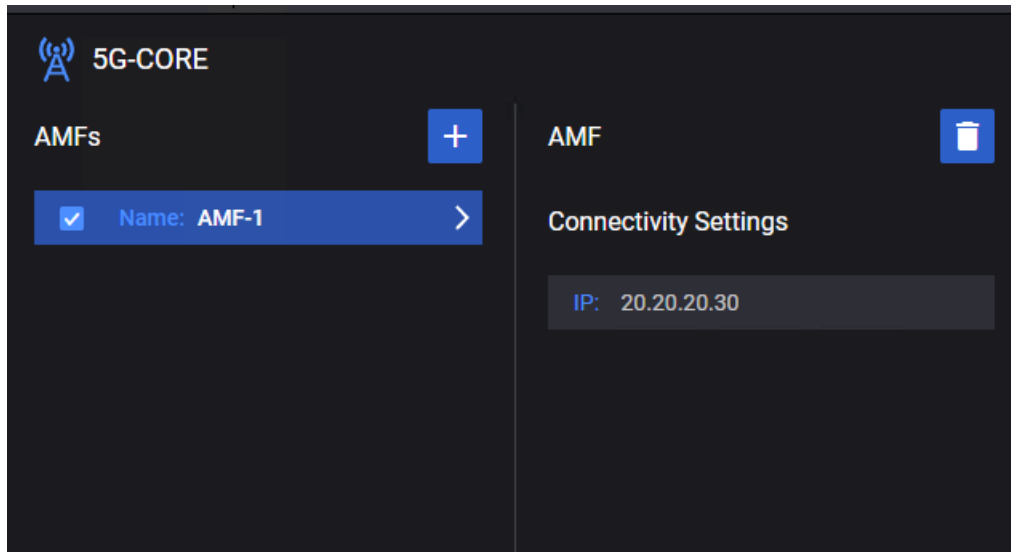 5G-CORE
AMFs
AMF
Name: AMF-1
Connectivity Settings
IP: 20.20.20.30